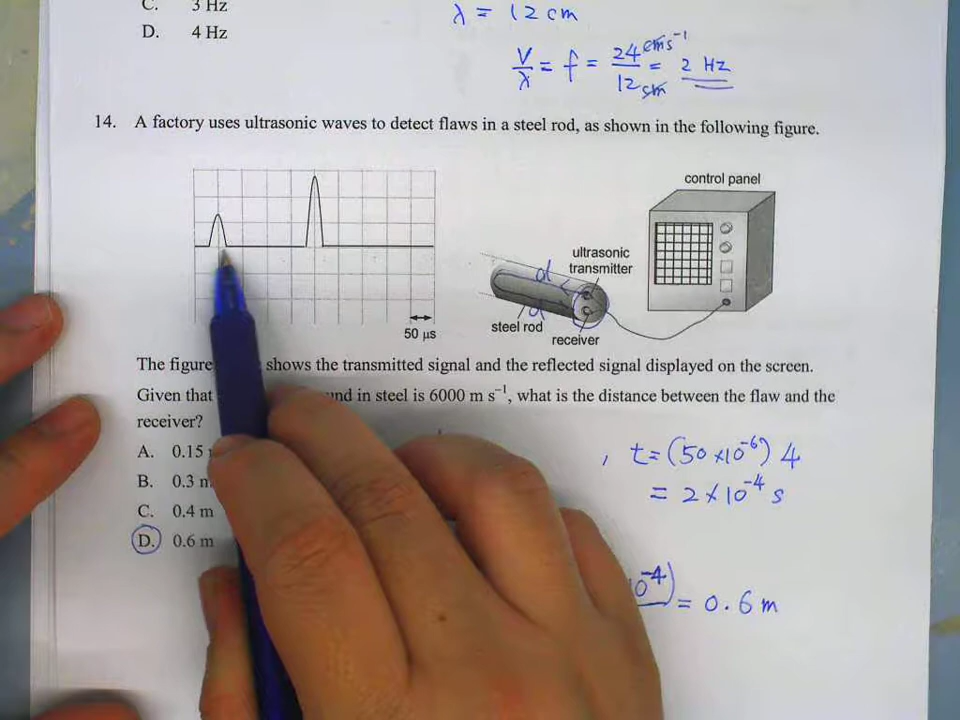 C. 3 Hz
λ = 12 cm
D. 4 Hz
V/λ = f = 24 cms⁻¹/12 cm = 2 Hz
14. A factory uses ultrasonic waves to detect flaws in a steel rod, as shown in the following figure.
control panel
ultrasonic
transmitter
d
d
steel rod
receiver
50 μs
The figure shows the transmitted signal and the reflected signal displayed on the screen.
Given that in steel is 6000 m s⁻¹, what is the distance between the flaw and the
receiver?
A. 0.15
B. 0.3
C. 0.4 m
D. 0.6 m
, t = (50 × 10⁻⁶) 4
= 2 × 10⁻⁴ s
0⁻⁴) = 0.6 m